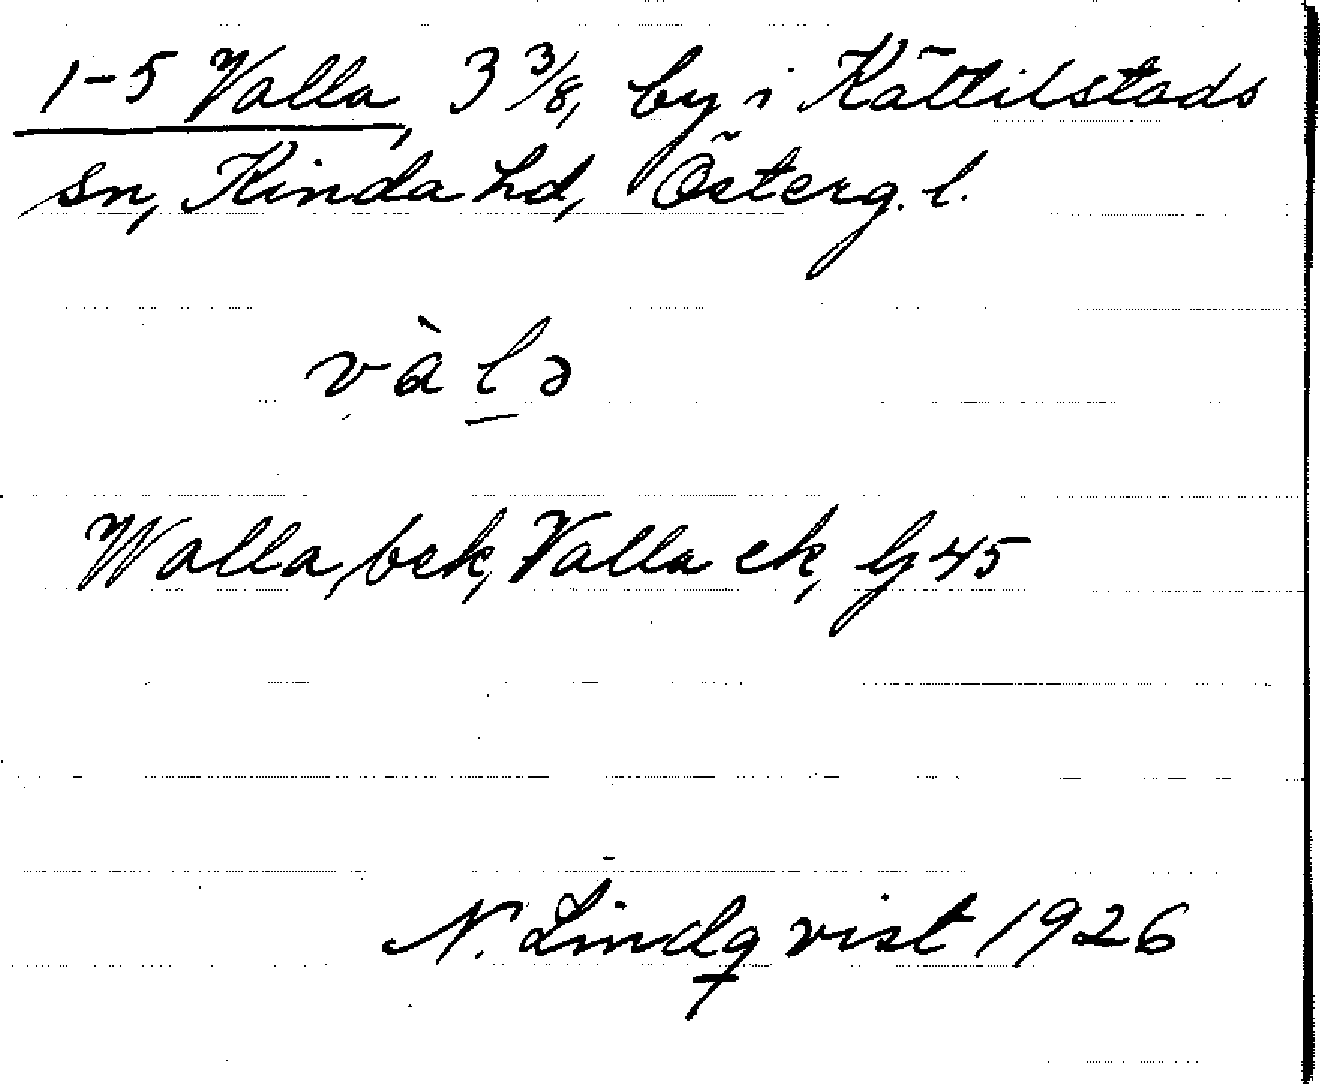 1-5 Valla, 3 3/8, by i Kättilstads
sn, Kinda hd, Österg. l.
vàl̲ə
Walla, bek, Valla ek, G 45
N. Lindqvist 1926